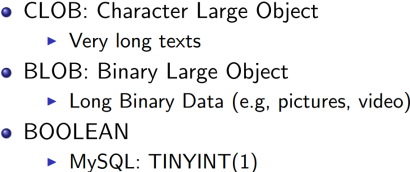 CLOB: Character Large Object
Very long texts
BLOB: Binary Large Object
Long Binary Data (e.g, pictures, video)
BOOLEAN
MySQL: TINYINT(1)